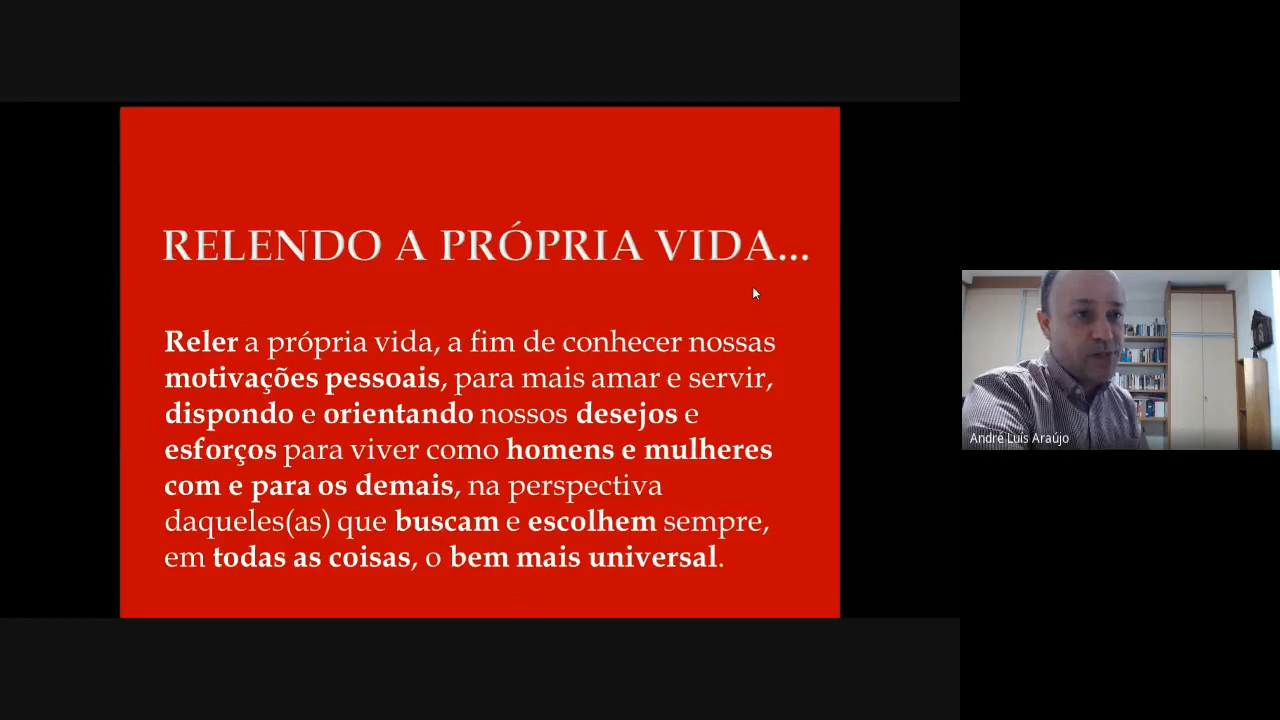 RELENDO A PRÓPRIA VIDA...
Reler a própria vida, a fim de conhecer nossas
motivações pessoais, para mais amar e servir,
dispondo e orientando nossos desejos e
esforços para viver como homens e mulheres
com e para os demais, na perspectiva
daqueles(as) que buscam e escolhem sempre,
em todas as coisas, o bem mais universal.
André Luís Araújo